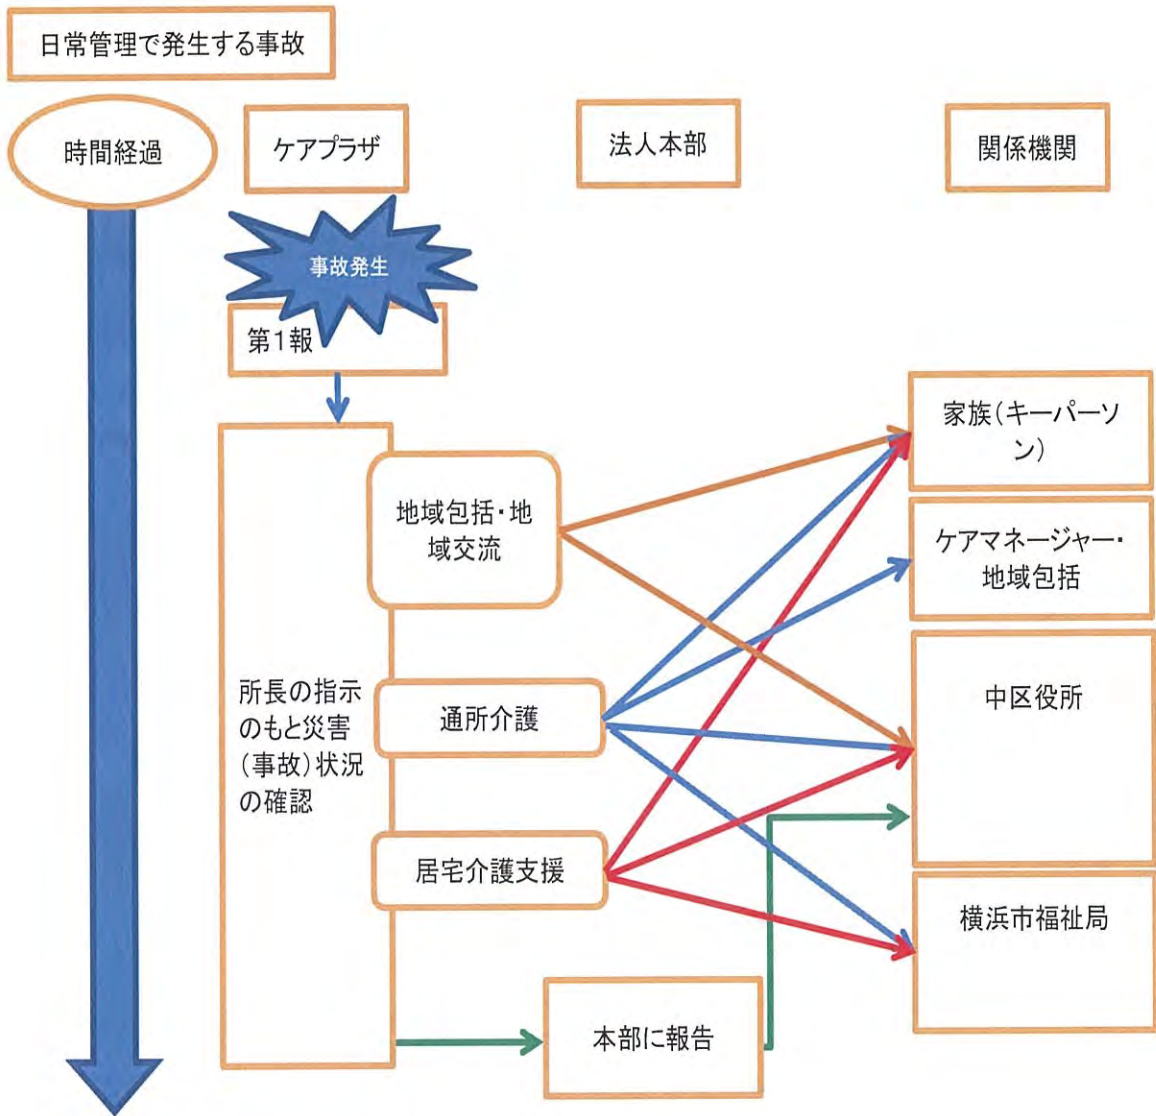 日常管理で発生する事故
時間経過
ケアプラザ
法人本部
関係機関
事故発生
第1報
家族(キーパーソ
ン)
地域包括・地
域交流
ケアマネージャー・
地域包括
所長の指示
のもと災害
(事故)状況
の確認
通所介護
中区役所
居宅介護支援
横浜市福祉局
本部に報告